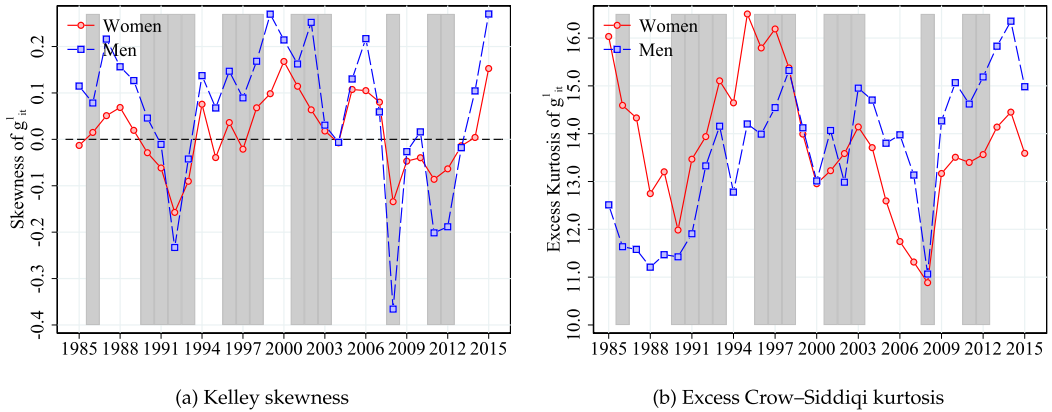 Women
Men
Skewness of g¹ᵢₜ
0.2
0.1
0.0
-0.1
-0.2
-0.3
-0.4
1985 1988 1991 1994 1997 2000 2003 2006 2009 2012 2015
(a) Kelley skewness
Women
Men
Excess Kurtosis of g¹ᵢₜ
16.0
15.0
14.0
13.0
12.0
11.0
10.0
1985 1988 1991 1994 1997 2000 2003 2006 2009 2012 2015
(b) Excess Crow–Siddiqi kurtosis